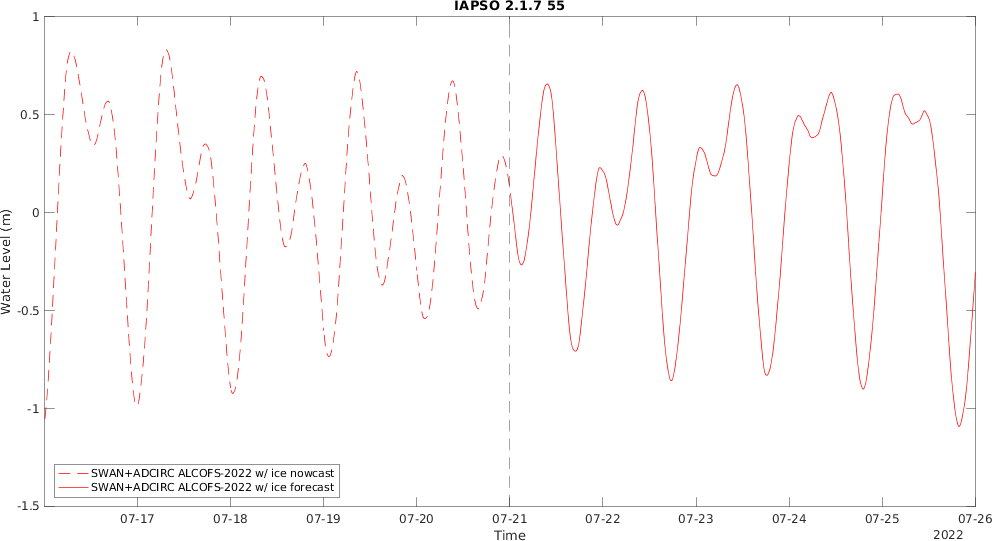 IAPSO 2.1.7 55
1
0.5
0
-0.5
-1
-1.5
Water Level (m)
SWAN+ADCIRC ALCOFS-2022 w/ ice nowcast
SWAN+ADCIRC ALCOFS-2022 w/ ice forecast
07-17 07-18 07-19 07-20 07-21 07-22 07-23 07-24 07-25 07-26
Time
2022